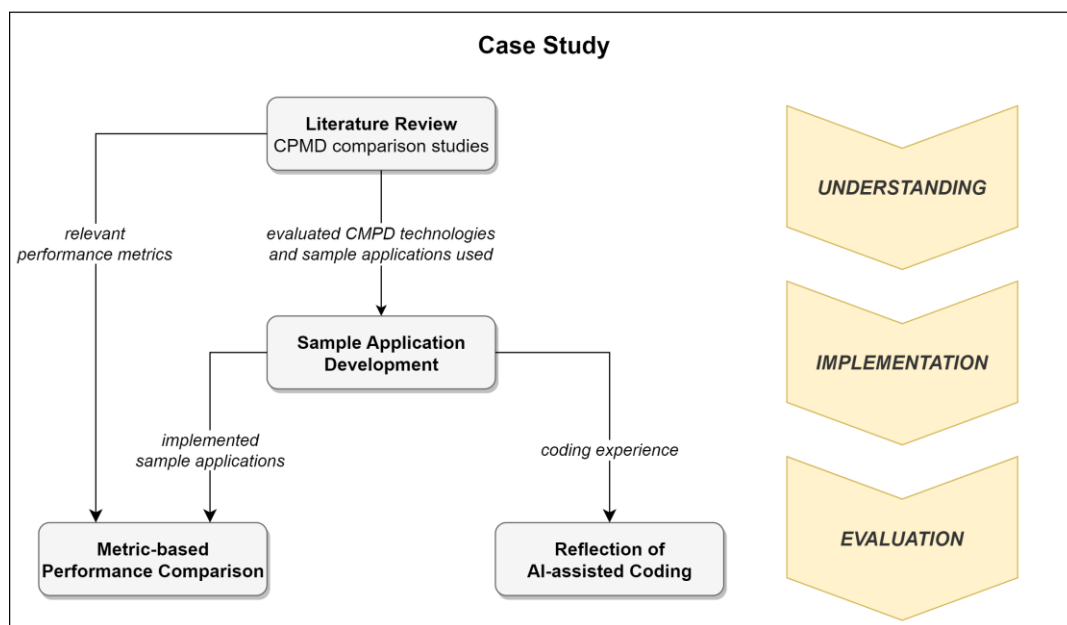 Case Study
Literature Review
CPMD comparison studies
UNDERSTANDING
relevant
performance metrics
evaluated CMPD technologies
and sample applications used
Sample Application
Development
IMPLEMENTATION
implemented
sample applications
coding experience
Metric-based
Performance Comparison
Reflection of
AI-assisted Coding
EVALUATION